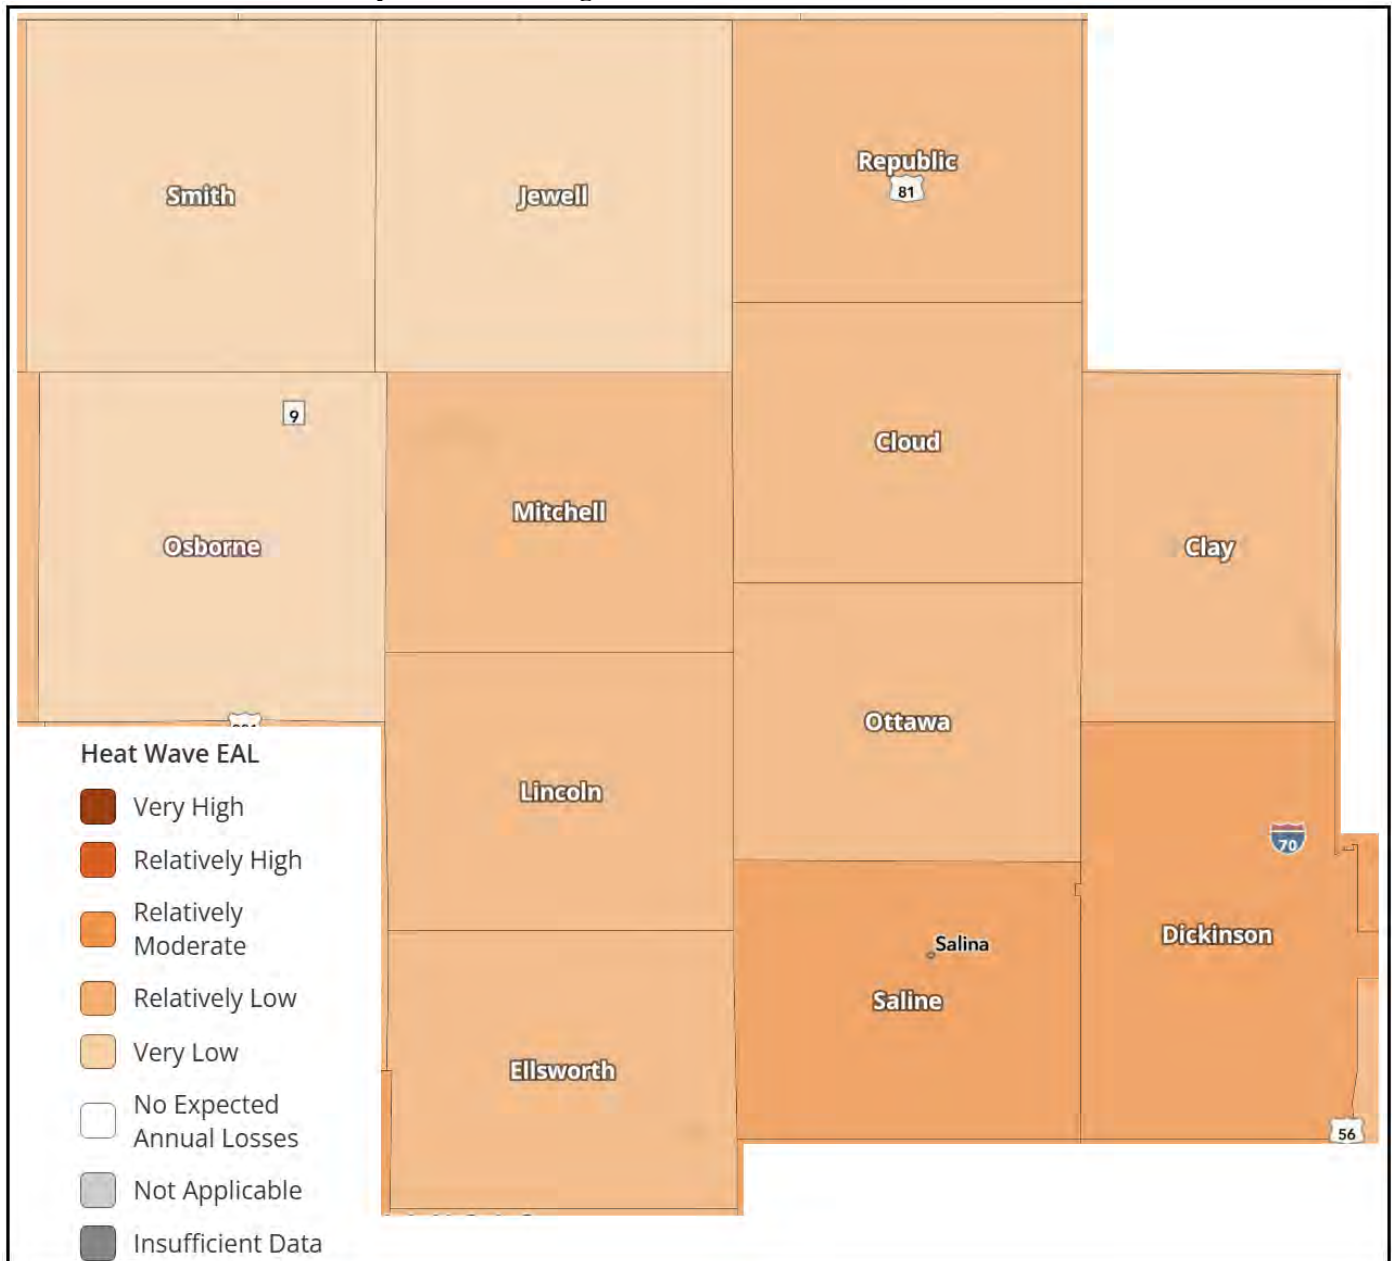 Smith
Jewell
Republic
81
9
Cloud
Mitchell
Osborne
Clay
Ottawa
Lincoln
70
Dickinson
Salina
Saline
Ellsworth
56
Heat Wave EAL
Very High
Relatively High
Relatively
Moderate
Relatively Low
Very Low
No Expected
Annual Losses
Not Applicable
Insufficient Data